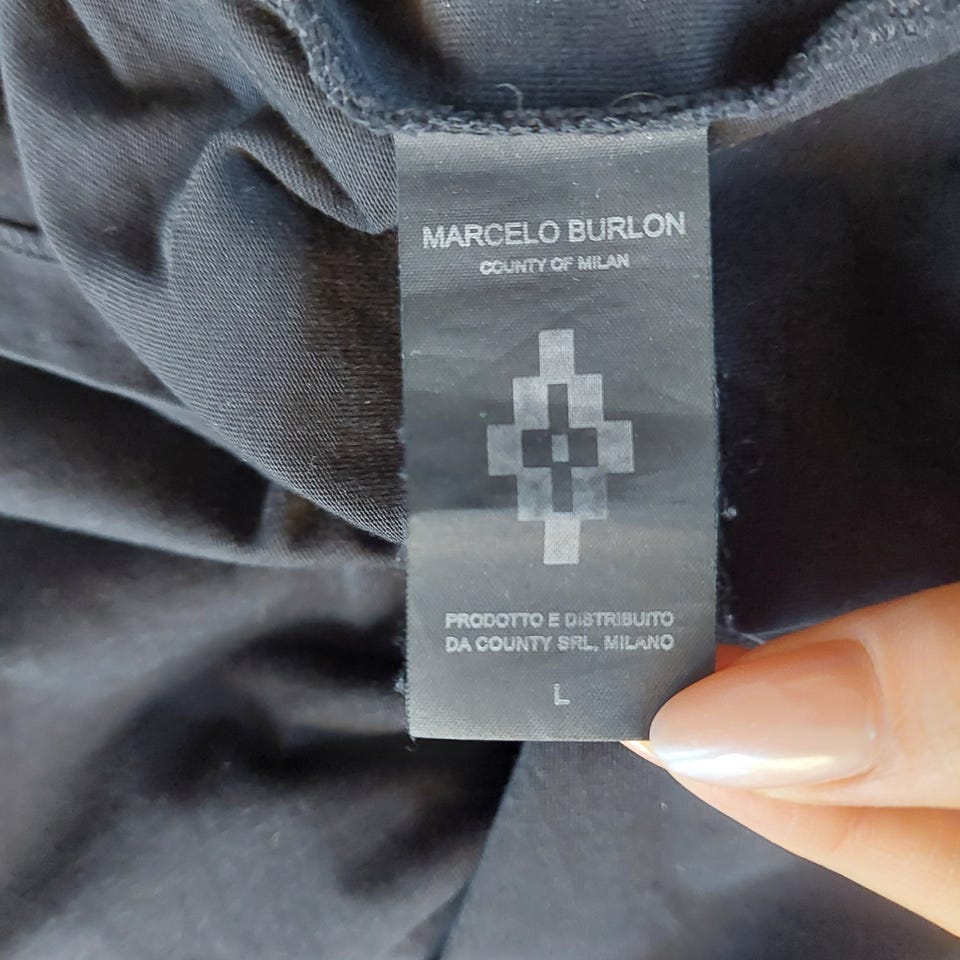 MARCELO BURLON
COUNTY OF MILAN
PRODOTTO E DISTRIBUITO
DA COUNTY SRL, MILANO
L